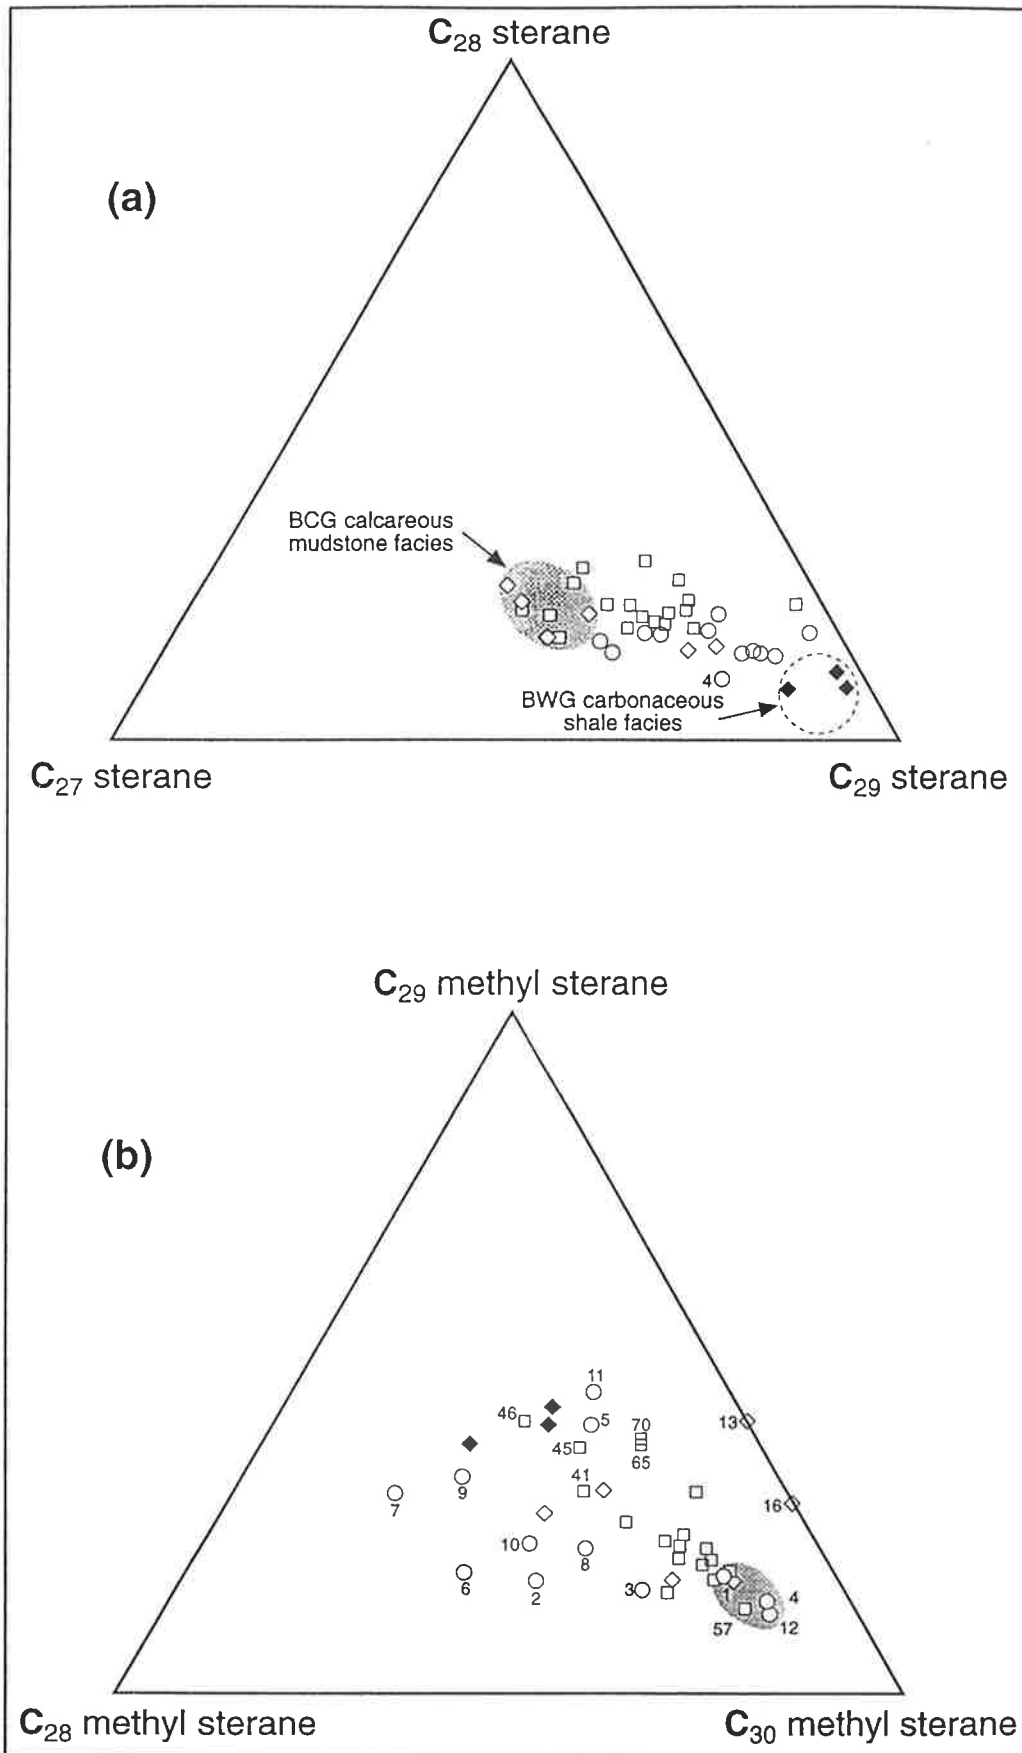 C28 sterane
(a)
BCG calcareous
mudstone facies
4
BWG carbonaceous
shale facies
C27 sterane
C29 sterane
C29 methyl sterane
(b)
11
46
5
70
13
45
65
9
41
7
16
10
8
6
2
3
1
4
57
12
C28 methyl sterane
C30 methyl sterane